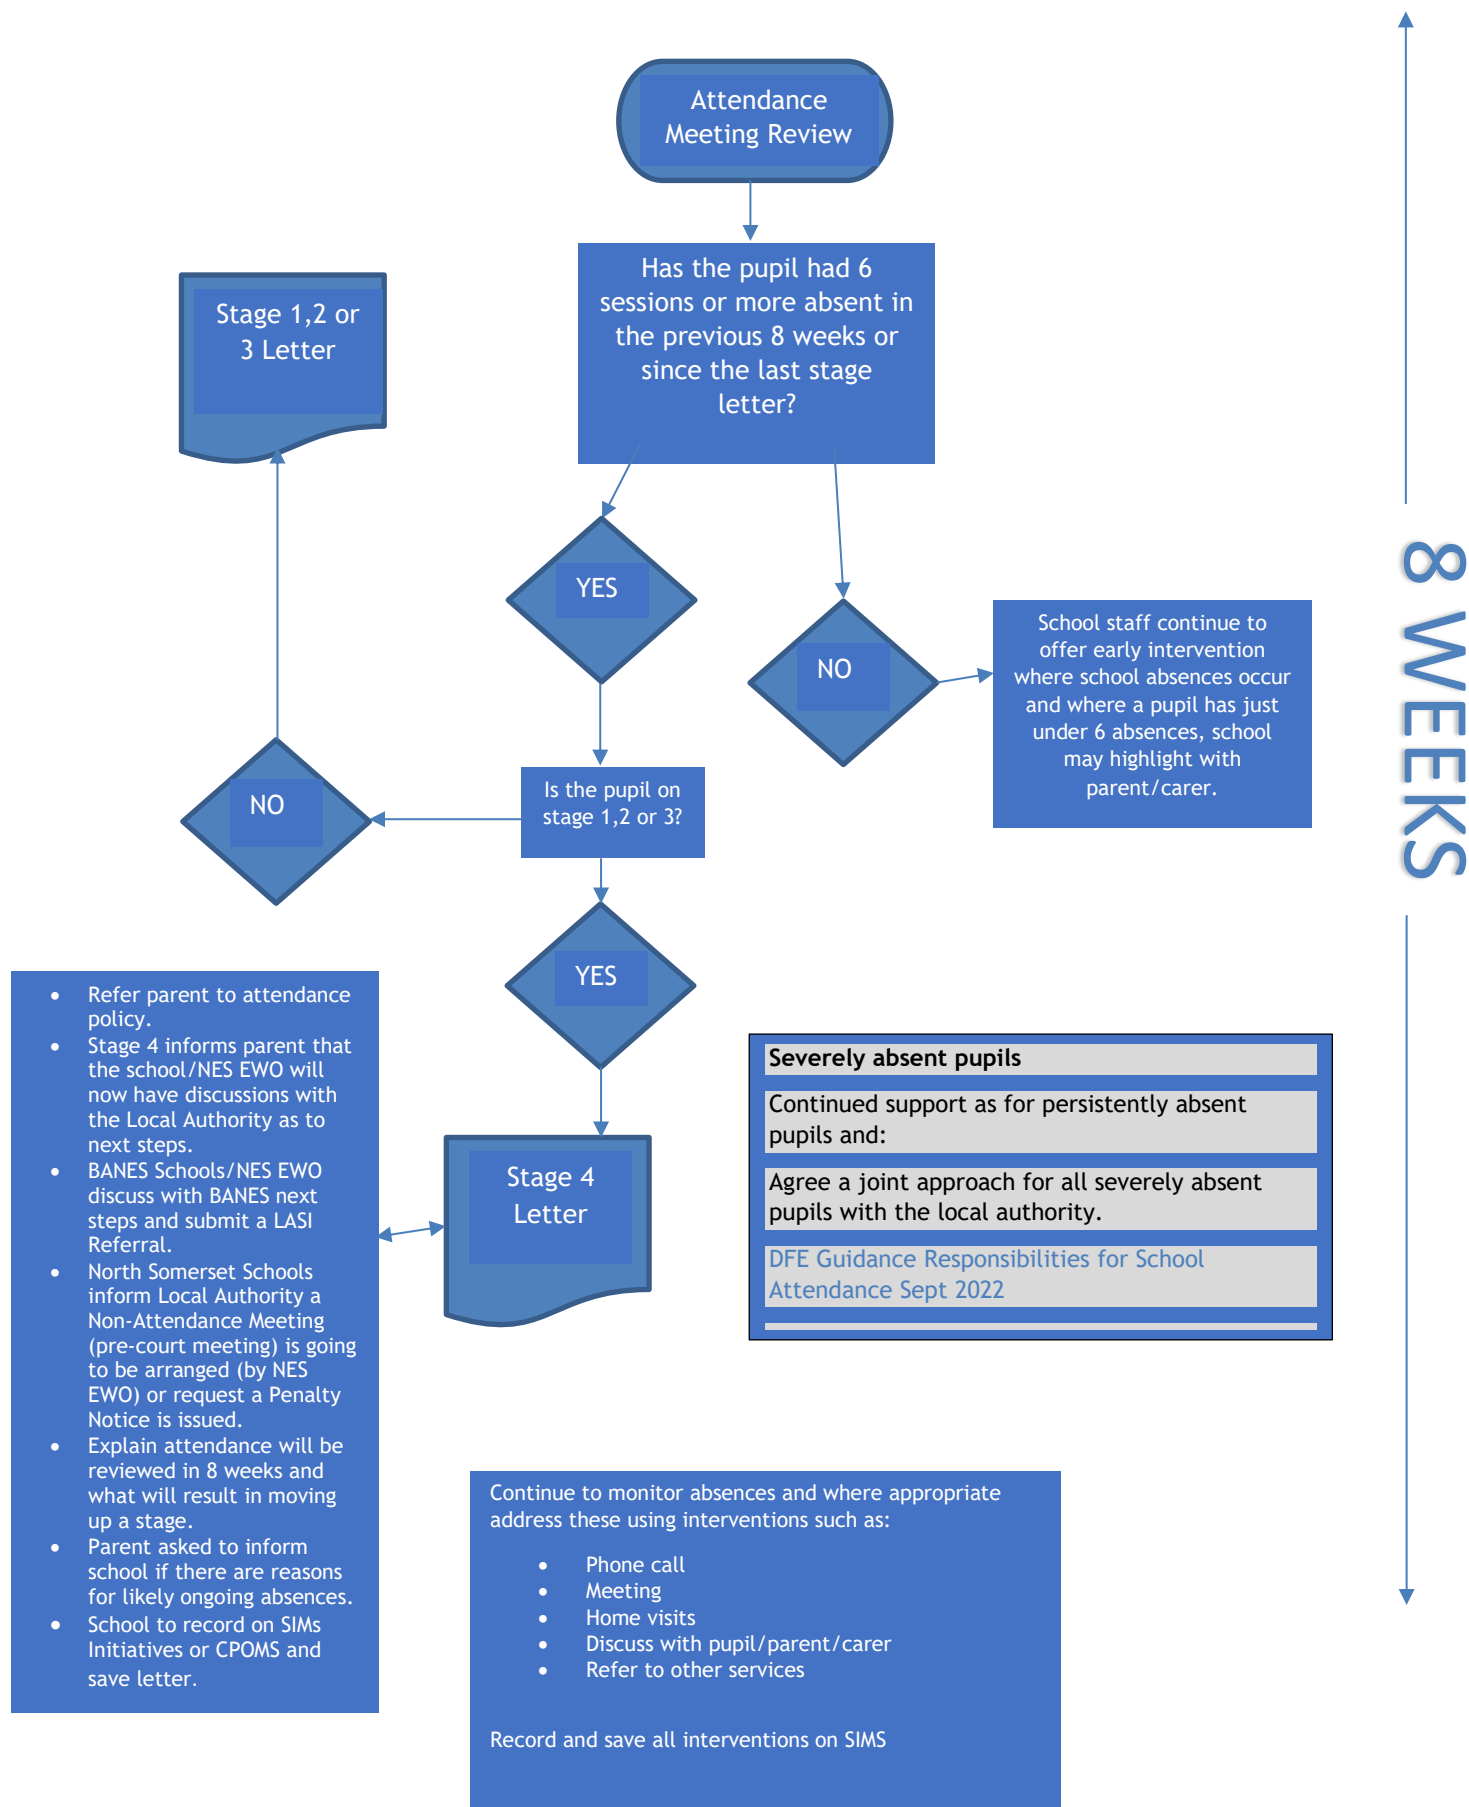 Attendance
Meeting Review
Has the pupil had 6
sessions or more absent in
the previous 8 weeks or
since the last stage
letter?
Stage 1,2 or
3 Letter
YES
NO
School staff continue to
offer early intervention
where school absences occur
and where a pupil has just
under 6 absences, school
may highlight with
parent/carer.
8 WEEKS
Is the pupil on
stage 1,2 or 3?
NO
YES
• Refer parent to attendance
policy.
• Stage 4 informs parent that
the school/NES EWO will
now have discussions with
the Local Authority as to
next steps.
• BANES Schools/NES EWO
discuss with BANES next
steps and submit a LASI
Referral.
• North Somerset Schools
inform Local Authority a
Non-Attendance Meeting
(pre-court meeting) is going
to be arranged (by NES
EWO) or request a Penalty
Notice is issued.
• Explain attendance will be
reviewed in 8 weeks and
what will result in moving
up a stage.
• Parent asked to inform
school if there are reasons
for likely ongoing absences.
• School to record on SIMs
Initiatives or CPOMS and
save letter.
Stage 4
Letter
Severely absent pupils
Continued support as for persistently absent
pupils and:
Agree a joint approach for all severely absent
pupils with the local authority.
DFE Guidance Responsibilities for School
Attendance Sept 2022
Continue to monitor absences and where appropriate
address these using interventions such as:
• Phone call
• Meeting
• Home visits
• Discuss with pupil/parent/carer
• Refer to other services
Record and save all interventions on SIMS